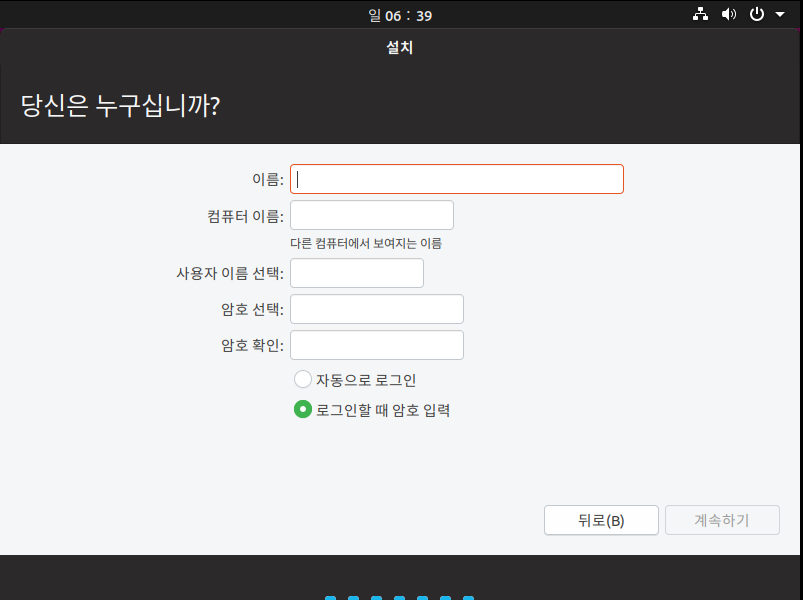 일 06 : 39
설치
당신은 누구십니까?
이름:
컴퓨터 이름:
다른 컴퓨터에서 보여지는 이름
사용자 이름 선택:
암호 선택:
암호 확인:
자동으로 로그인
로그인할 때 암호 입력
뒤로(B) 계속하기